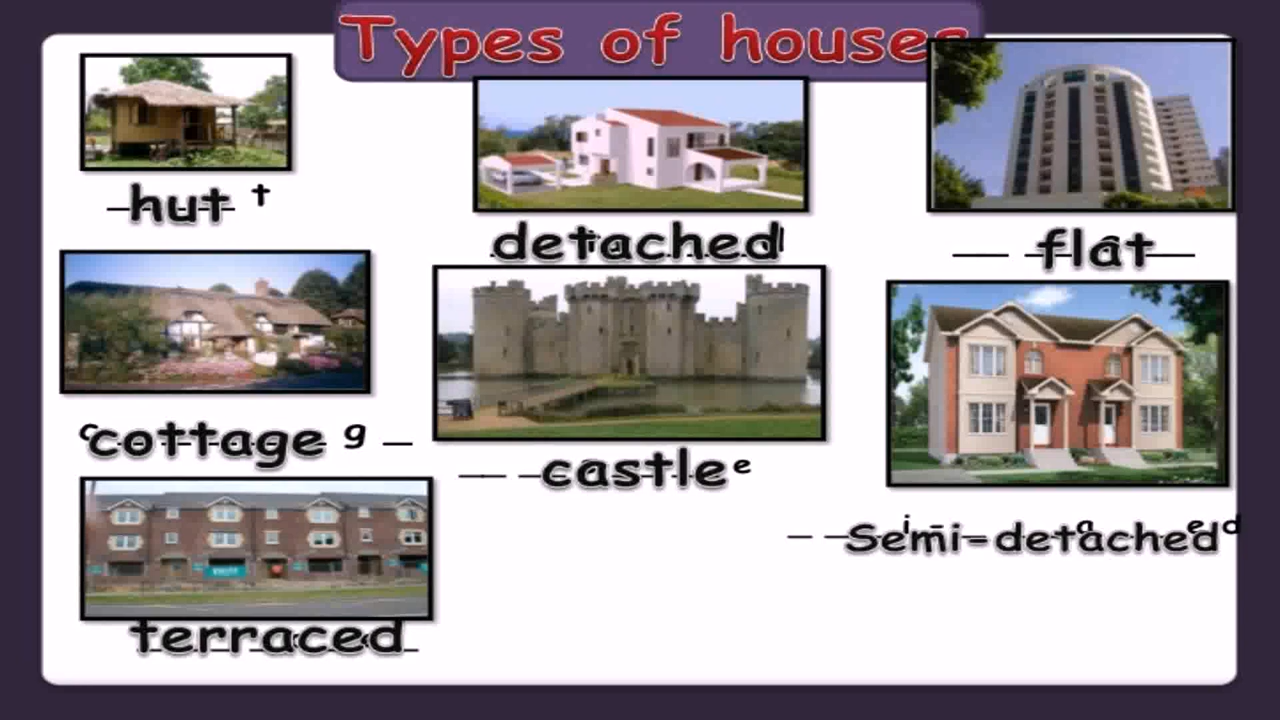 Types of houses
hut t
detached
flat
c cottage g
castle e
Semi-detached
terraced